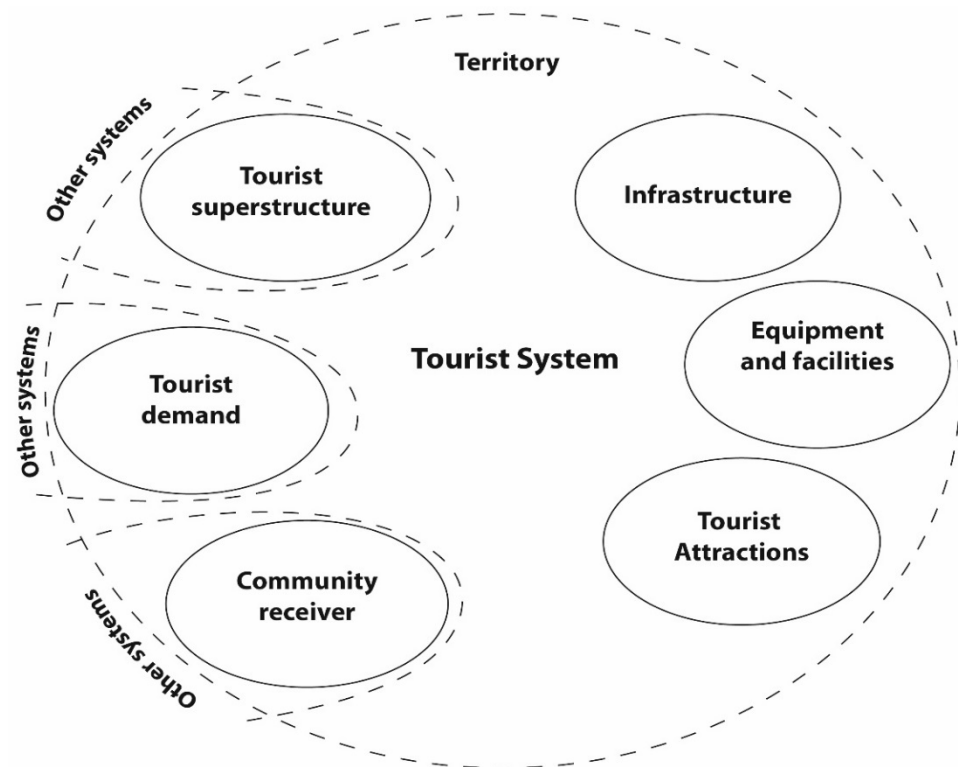 Territory
Other systems
Tourist
superstructure
Infrastructure
Other systems
Tourist
demand
Tourist System
Equipment
and facilities
Other systems
Community
receiver
Tourist
Attractions